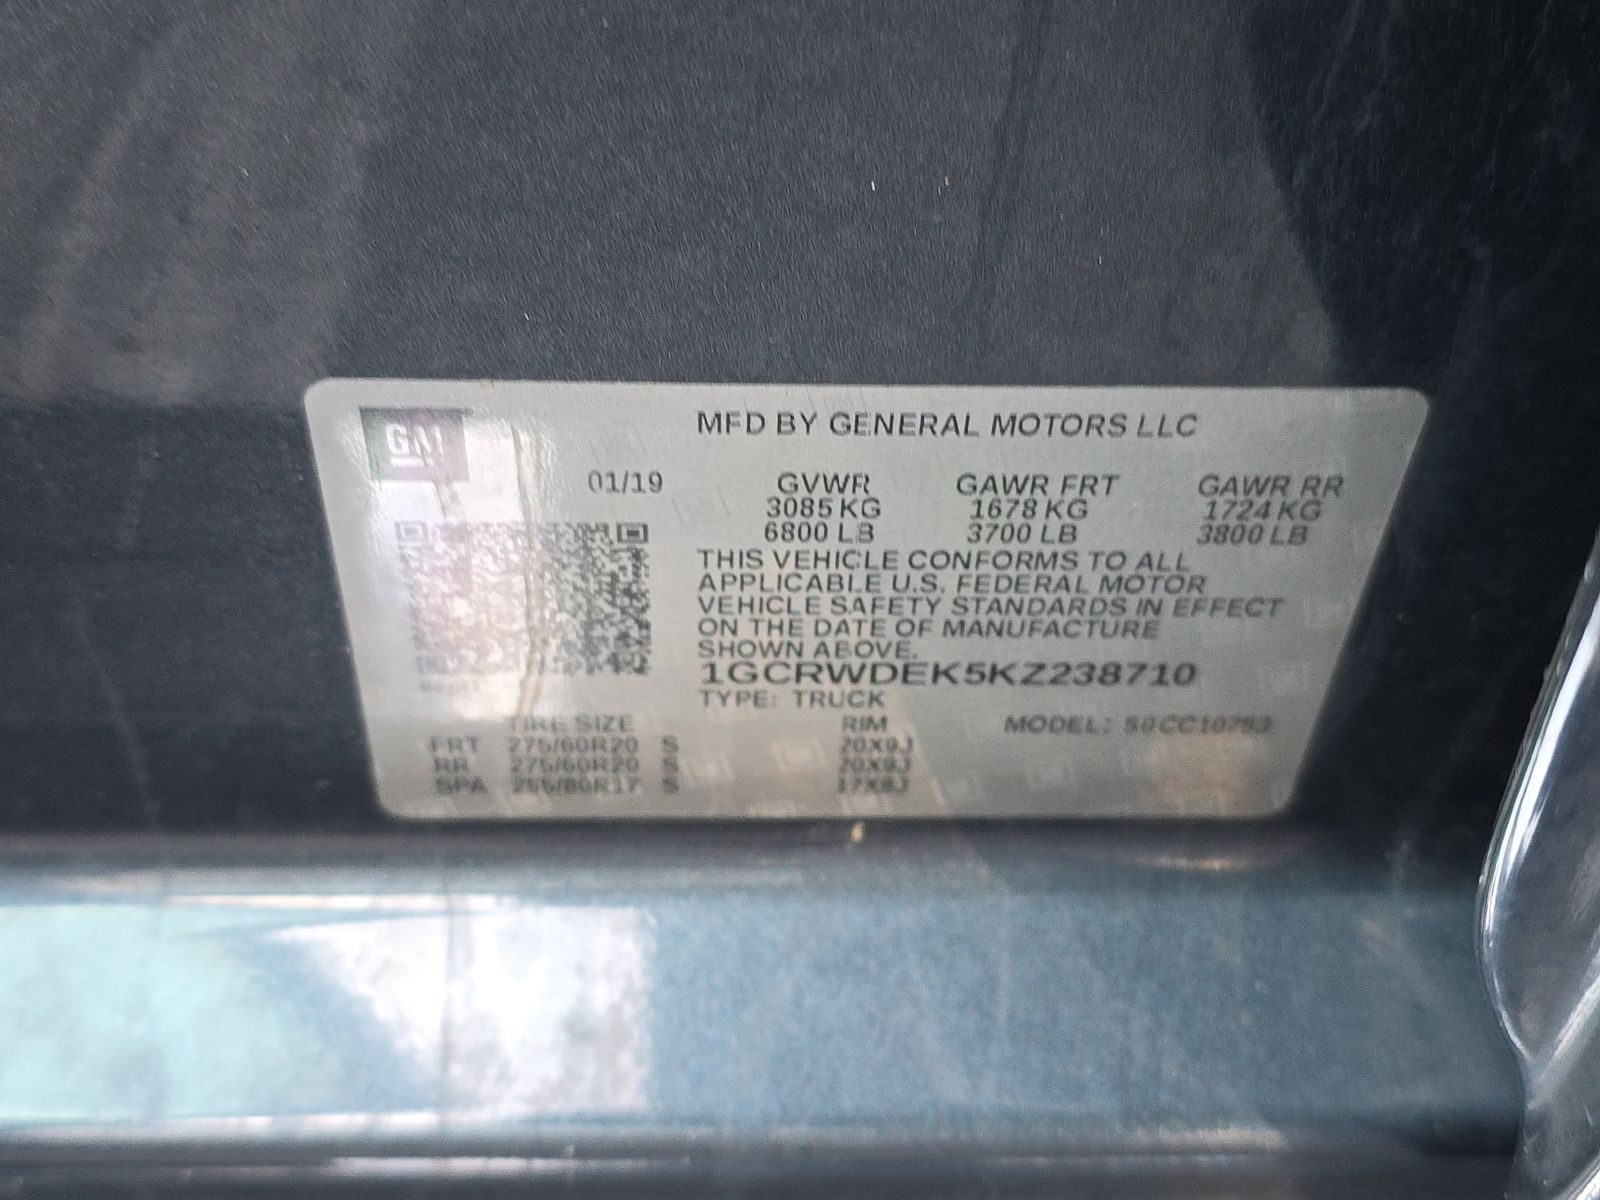 GM
MFD BY GENERAL MOTORS LLC
01/19 GVWR GAWR FRT GAWR RR
3085 KG 1678 KG 1724 KG
6800 LB 3700 LB 3800 LB
THIS VEHICLE CONFORMS TO ALL
APPLICABLE U.S. FEDERAL MOTOR
VEHICLE SAFETY STANDARDS IN EFFECT
ON THE DATE OF MANUFACTURE
SHOWN ABOVE.
1GCRWDEK5KZ238710
TYPE: TRUCK
TIRE SIZE RIM MODEL:
FRT 275/60R20 S 20X9J
RR 275/60R20 S 20X9J
SPA 255/80R17 S 17X8J